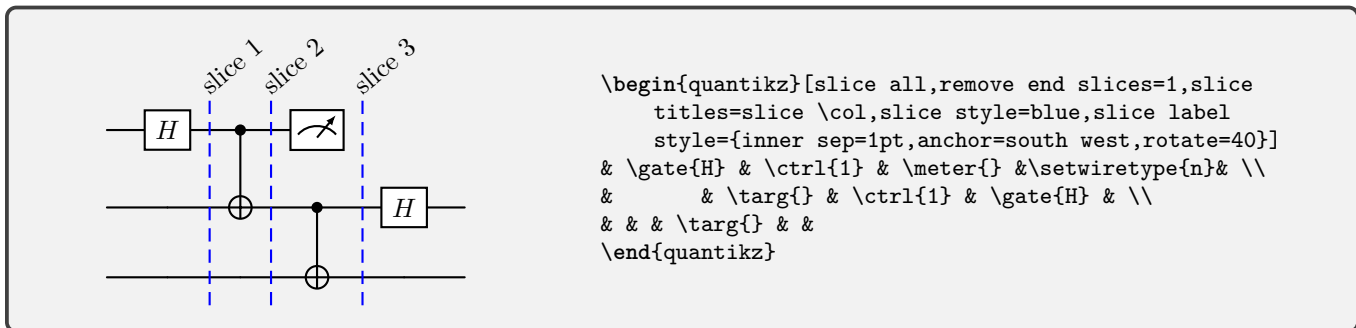 slice 1
slice 2
slice 3
H
H
\begin{quantikz}[slice all,remove end slices=1,slice
titles=slice \col,slice style=blue,slice label
style={inner sep=1pt,anchor=south west,rotate=40}]
& \gate{H} & \ctrl{1} & \meter{} &\setwiretype{n}& \\
& & \targ{} & \ctrl{1} & \gate{H} & \\
& & & \targ{} & &
\end{quantikz}